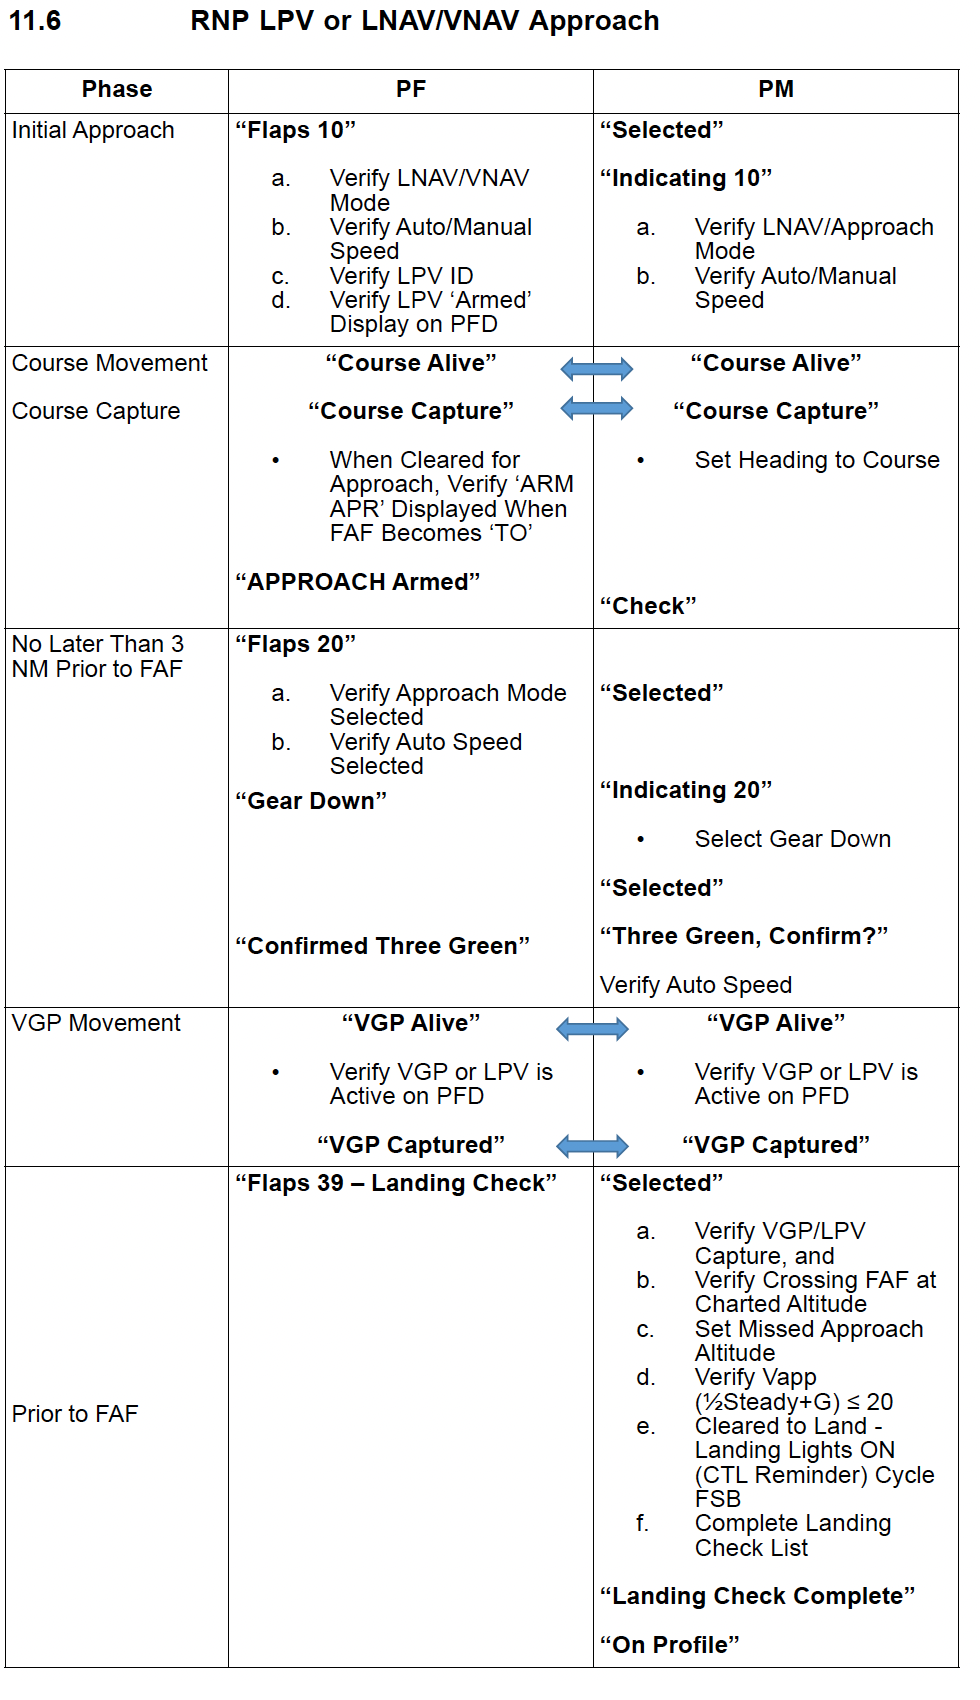 11.6 RNP LPV or LNAV/VNAV Approach
Phase PF PM
Initial Approach
“Flaps 10”
a. Verify LNAV/VNAV
Mode
b. Verify Auto/Manual
Speed
c. Verify LPV ID
d. Verify LPV ‘Armed’
Display on PFD
“Selected”
“Indicating 10”
a. Verify LNAV/Approach
Mode
b. Verify Auto/Manual
Speed
Course Movement
Course Capture
“Course Alive”
“Course Capture”
• When Cleared for
Approach, Verify ‘ARM
APR’ Displayed When
FAF Becomes ‘TO’
“APPROACH Armed”
“Course Alive”
“Course Capture”
• Set Heading to Course
“Check”
No Later Than 3
NM Prior to FAF
“Flaps 20”
a. Verify Approach Mode
Selected
b. Verify Auto Speed
Selected
“Gear Down”
“Confirmed Three Green”
“Selected”
“Indicating 20”
• Select Gear Down
“Selected”
“Three Green, Confirm?”
Verify Auto Speed
VGP Movement
“VGP Alive”
• Verify VGP or LPV is
Active on PFD
“VGP Captured”
“VGP Alive”
• Verify VGP or LPV is
Active on PFD
“VGP Captured”
Prior to FAF
“Flaps 39 – Landing Check”
“Selected”
a. Verify VGP/LPV
Capture, and
b. Verify Crossing FAF at
Charted Altitude
c. Set Missed Approach
Altitude
d. Verify Vapp
(½Steady+G) ≤ 20
e. Cleared to Land -
Landing Lights ON
(CTL Reminder) Cycle
FSB
f. Complete Landing
Check List
“Landing Check Complete”
“On Profile”